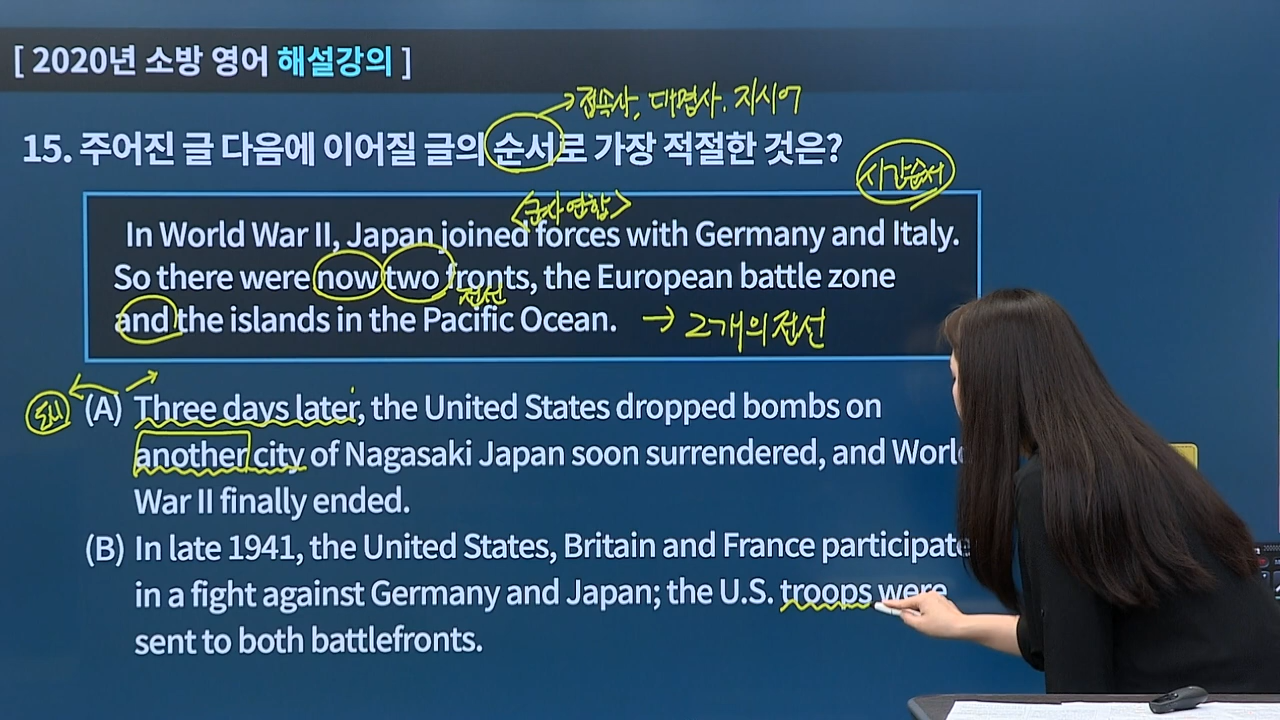 [ 2020년 소방 영어 해설강의 ]
접속사, 대명사. 지시어
15. 주어진 글 다음에 이어질 글의 순서로 가장 적절한 것은?
시간순서
<군사연합>
In World War II, Japan joined forces with Germany and Italy.
So there were now two fronts, the European battle zone
전선
and the islands in the Pacific Ocean. → 2개의 전선
도시 (A) Three days later, the United States dropped bombs on
another city of Nagasaki Japan soon surrendered, and World
War II finally ended.
(B) In late 1941, the United States, Britain and France participate
in a fight against Germany and Japan; the U.S. troops were
sent to both battlefronts.